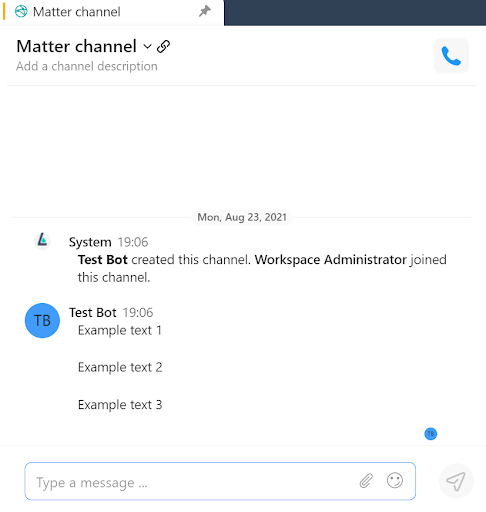 Matter channel
Matter channel
Add a channel description
Mon, Aug 23, 2021
System 19:06
Test Bot created this channel. Workspace Administrator joined
this channel.
TB
Test Bot 19:06
Example text 1
Example text 2
Example text 3
TB
Type a message ...